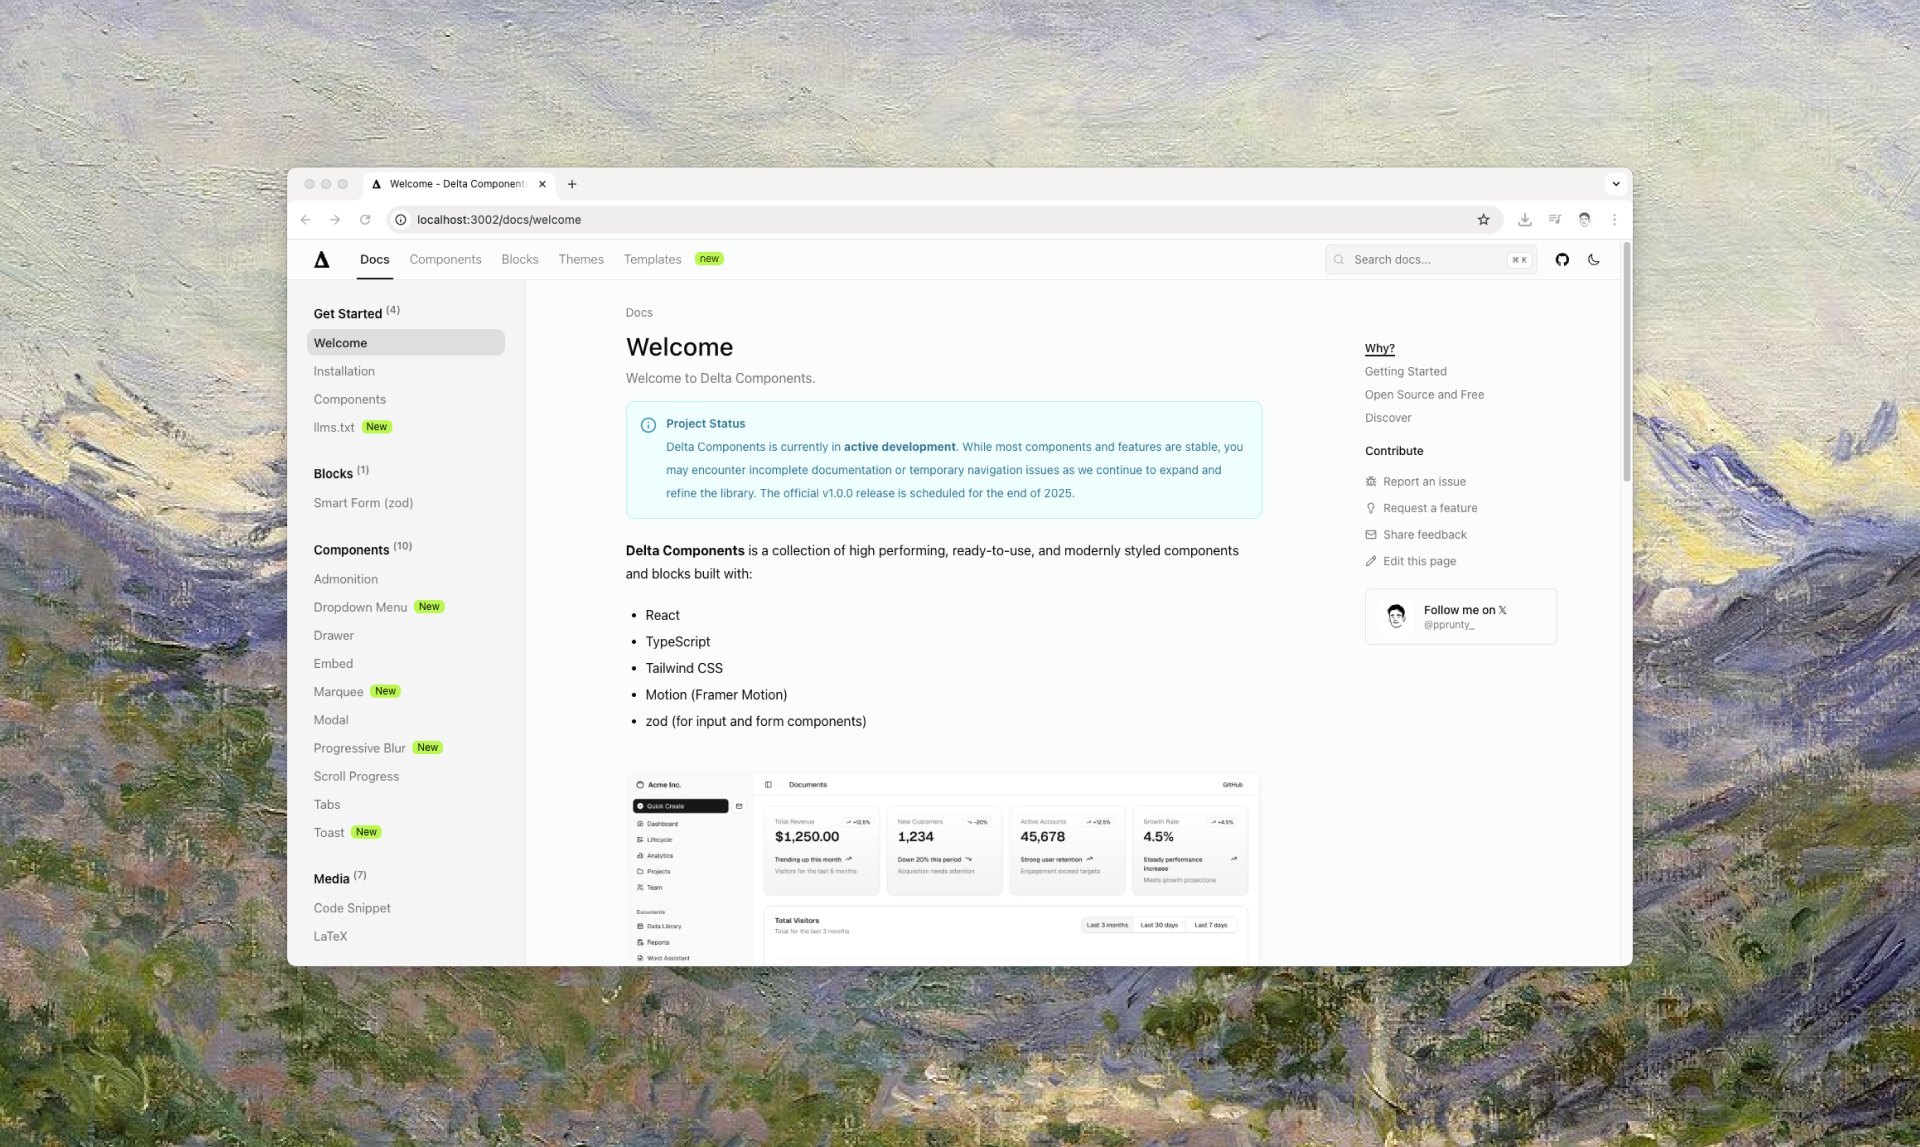 Welcome - Delta Components
localhost:3002/docs/welcome
Docs
Components
Blocks
Themes
Templates
new
Search docs...
⌘ K
Get Started (4)
Welcome
Installation
Components
llms.txt New
Blocks (1)
Smart Form (zod)
Components (10)
Admonition
Dropdown Menu New
Drawer
Embed
Marquee New
Modal
Progressive Blur New
Scroll Progress
Tabs
Toast New
Media (7)
Code Snippet
LaTeX
Docs
Welcome
Welcome to Delta Components.
Project Status
Delta Components is currently in active development. While most components and features are stable, you
may encounter incomplete documentation or temporary navigation issues as we continue to expand and
refine the library. The official v1.0.0 release is scheduled for the end of 2025.
Delta Components is a collection of high performing, ready-to-use, and modernly styled components
and blocks built with:
• React
• TypeScript
• Tailwind CSS
• Motion (Framer Motion)
• zod (for input and form components)
Acme Inc.
Quick Create
Dashboard
Lifecycle
Analytics
Projects
Team
Documents
Data Library
Reports
Word Assistant
Documents
GitHub
Total Revenue
+12.5%
$1,250.00
Trending up this month
Visitors for the last 6 months
New Customers
-20%
1,234
Down 20% this period
Acquisition needs attention
Active Accounts
+12.5%
45,678
Strong user retention
Engagement exceed targets
Growth Rate
+4.5%
4.5%
Steady performance
increase
Meets growth projections
Total Visitors
Total for the last 3 months
Last 3 months
Last 30 days
Last 7 days
Why?
Getting Started
Open Source and Free
Discover
Contribute
Report an issue
Request a feature
Share feedback
Edit this page
Follow me on 𝕏
@pprunty_